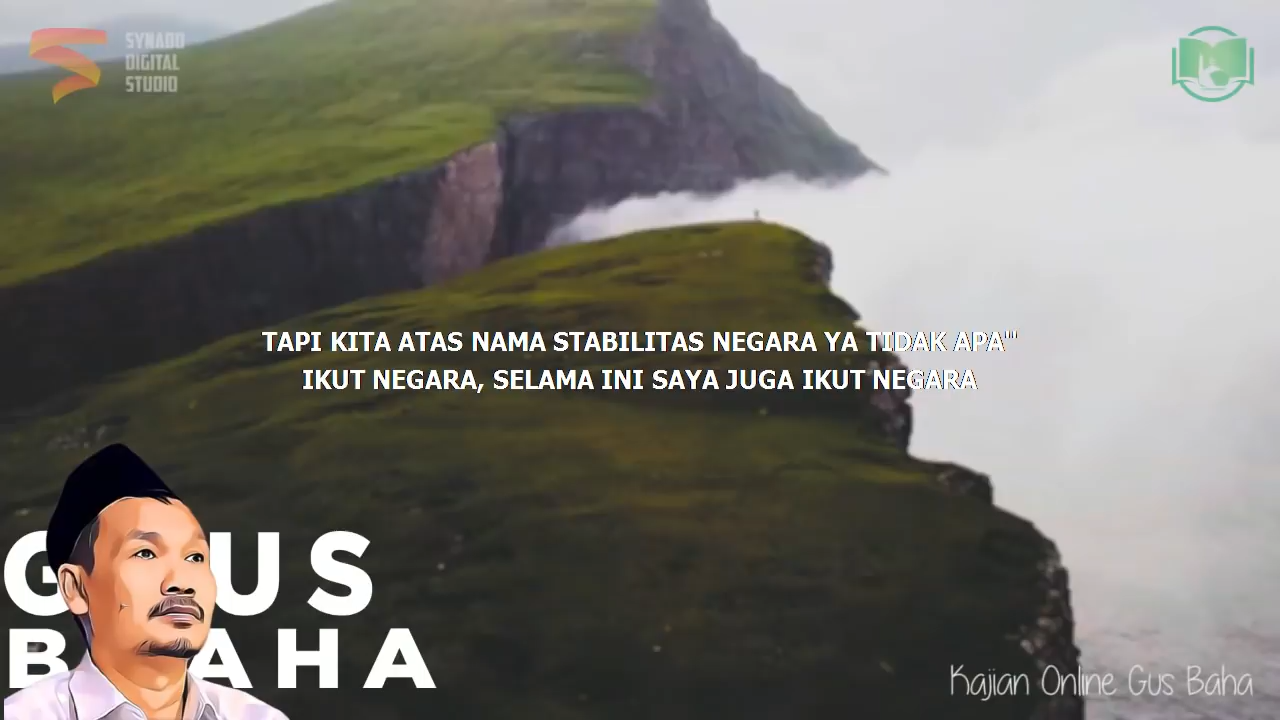 SYNADO
DIGITAL
STUDIO
TAPI KITA ATAS NAMA STABILITAS NEGARA YA TIDAK APA"
IKUT NEGARA, SELAMA INI SAYA JUGA IKUT NEGARA
GUS
BAHA
Kajian Online Gus Baha